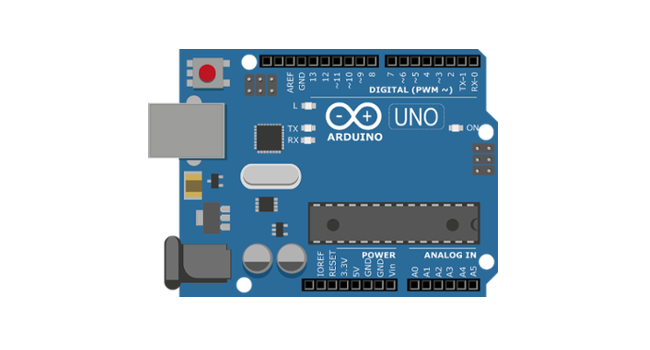 AREF
GND
13
12
~11
~10
~9
8
7
~6
~5
4
~3
2
TX-1
RX-0
DIGITAL (PWM ~)
L
TX
RX
- +
ARDUINO
UNO
ON
POWER
ANALOG IN
IOREF
RESET
3.3V
5V
GND
GND
Vin
A0
A1
A2
A3
A4
A5